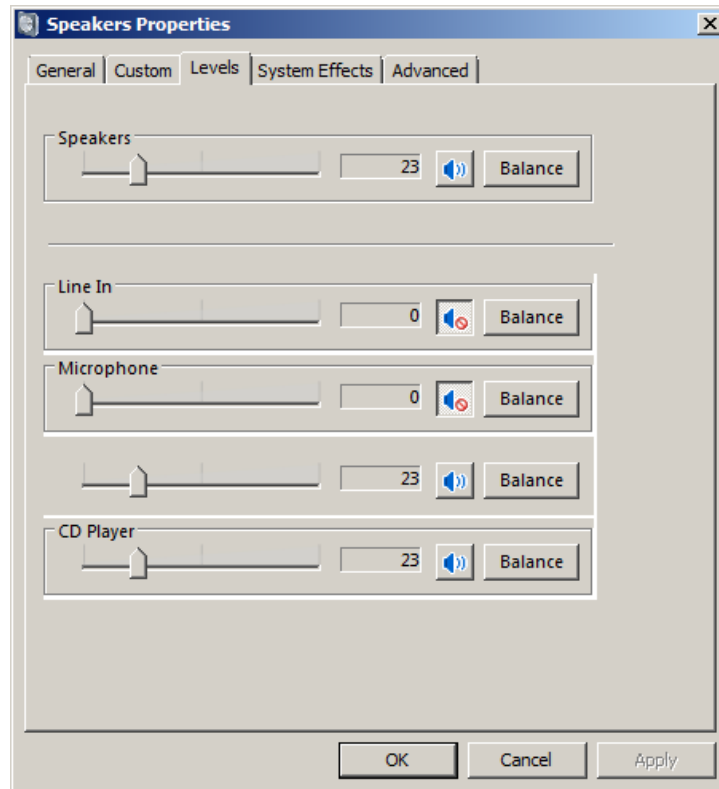 Speakers Properties
General Custom Levels System Effects Advanced
Speakers
23 Balance
Line In
0 Balance
Microphone
0 Balance
23 Balance
CD Player
23 Balance
OK Cancel Apply